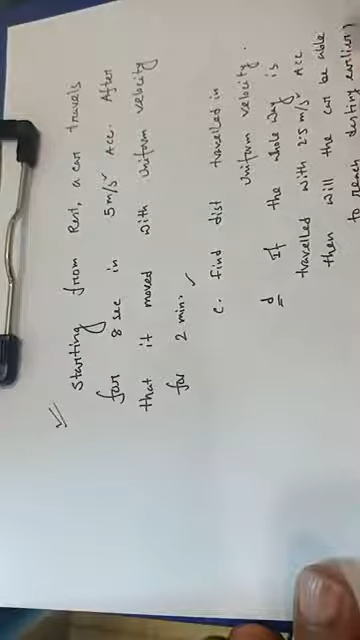 Starting from Rest, a car travels
for 8 sec in 5 m/s² Acc. After
that it moved with uniform velocity
for 2 min.
c. Find dist travelled in
uniform velocity.
d If the whole way is
travelled with 2.5 m/s² Acc
then will the car be able
to reach destiny earlier)